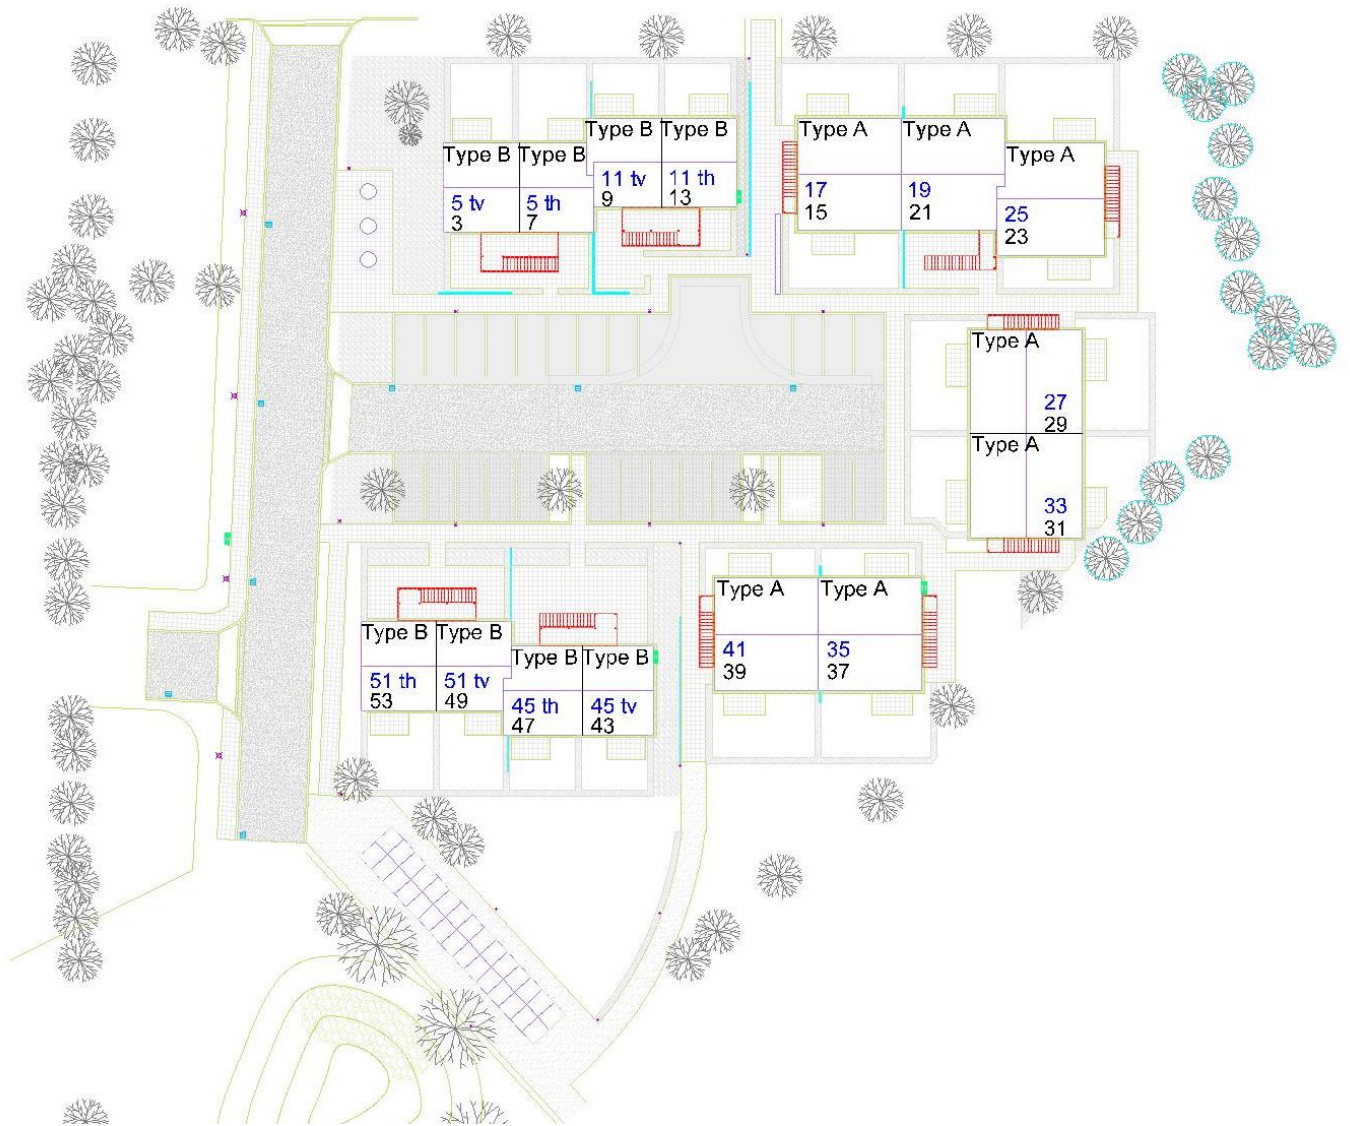 Type B
Type B
5 tv
3
5 th
7
Type B
Type B
11 tv
9
11 th
13
Type A
Type A
17
15
19
21
Type A
25
23
Type A
27
29
Type A
33
31
Type A
Type A
41
39
35
37
Type B
Type B
51 th
53
51 tv
49
Type B
Type B
45 th
47
45 tv
43